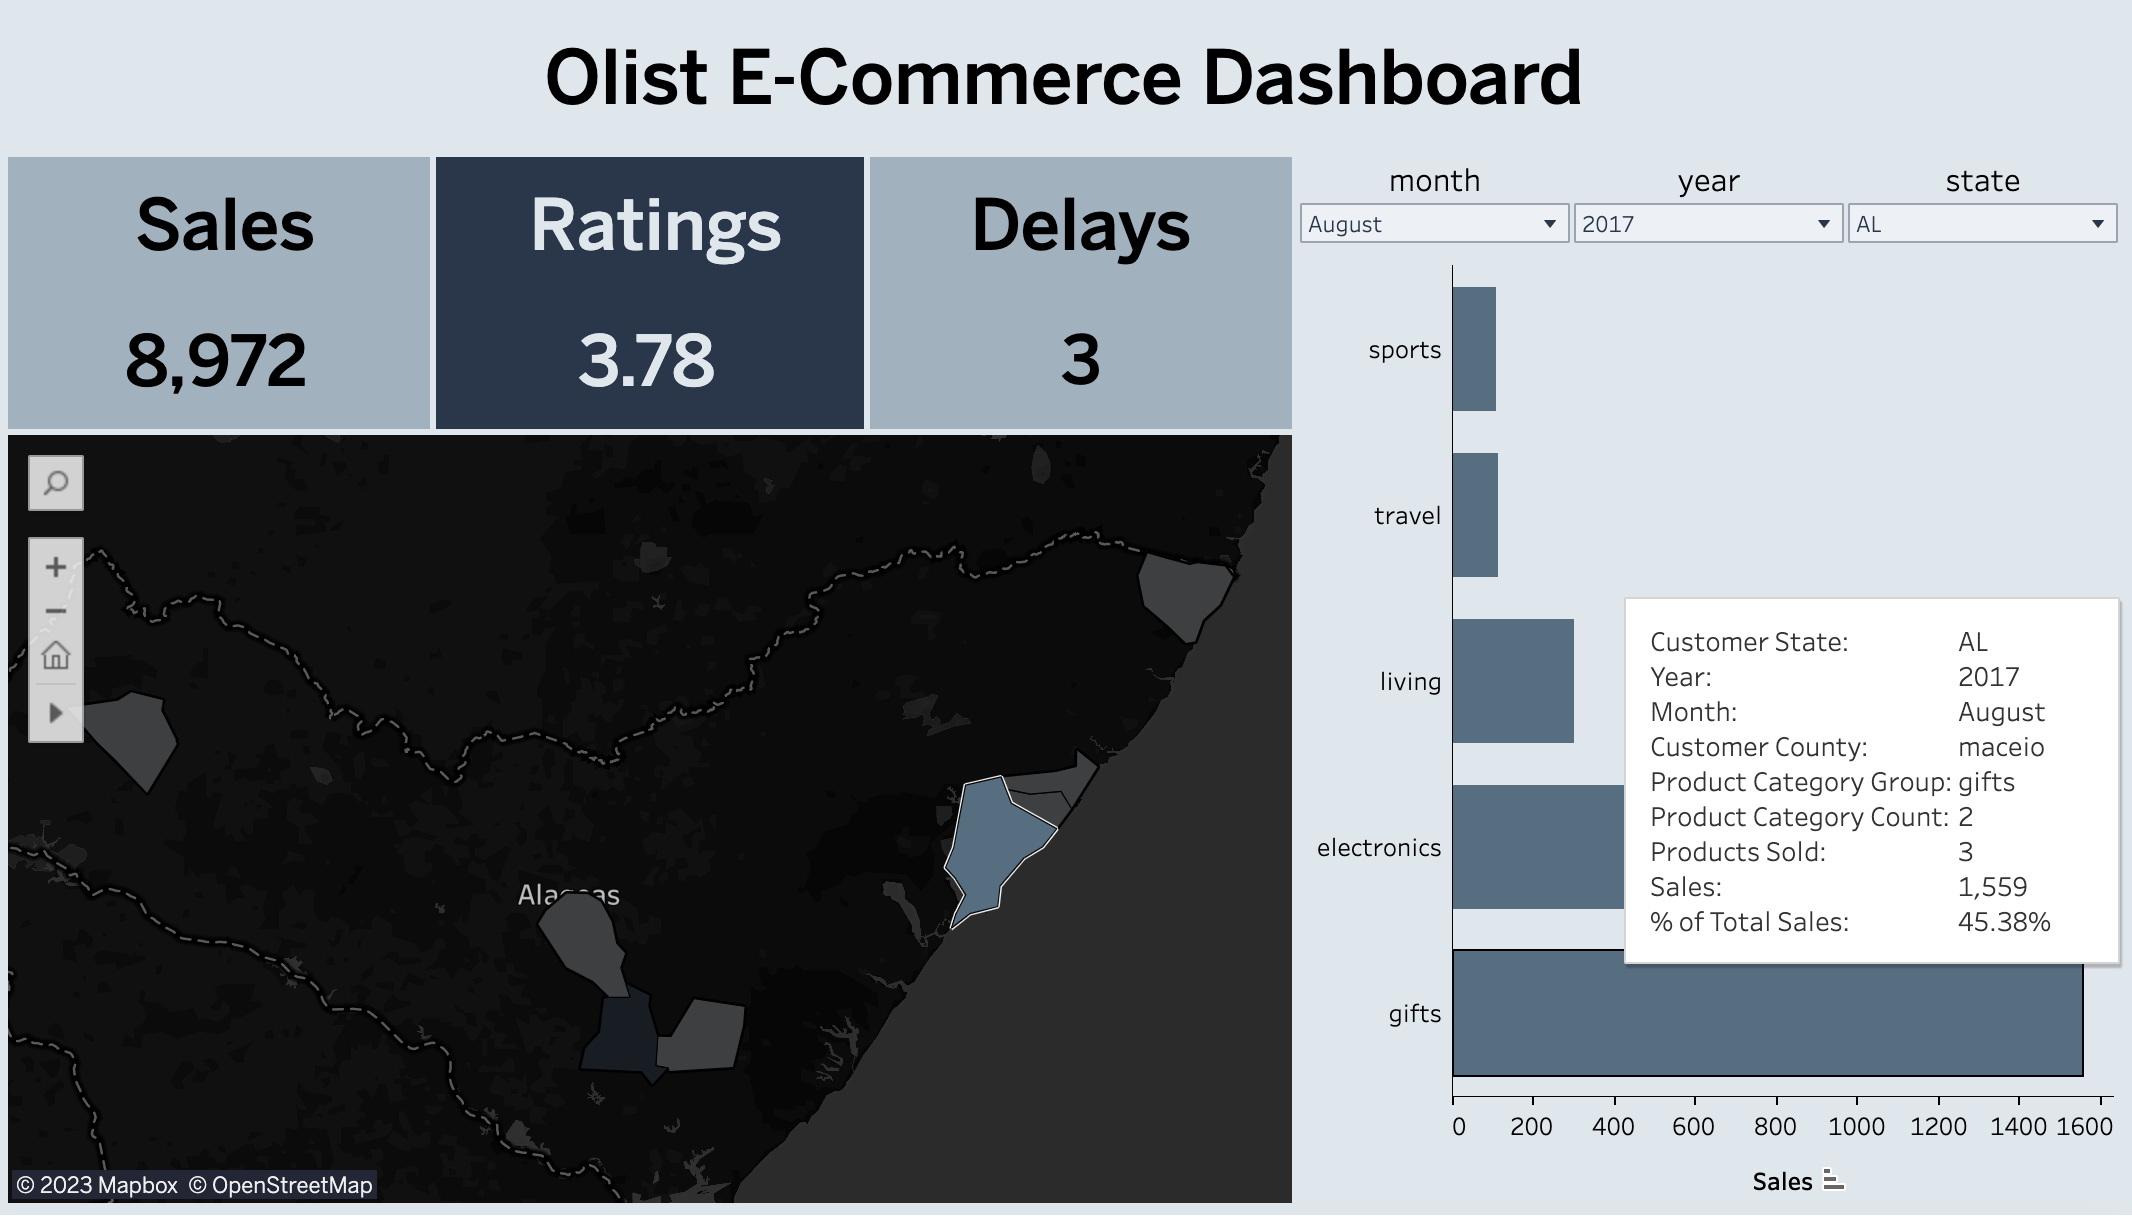 Olist E-Commerce Dashboard
Sales
8,972
Ratings
3.78
Delays
3
month
year
state
August
2017
AL
Alagoas
© 2023 Mapbox © OpenStreetMap
sports
travel
living
electronics
gifts
Customer State: AL
Year: 2017
Month: August
Customer County: maceio
Product Category Group: gifts
Product Category Count: 2
Products Sold: 3
Sales: 1,559
% of Total Sales: 45.38%
0 200 400 600 800 1000 1200 1400 1600
Sales